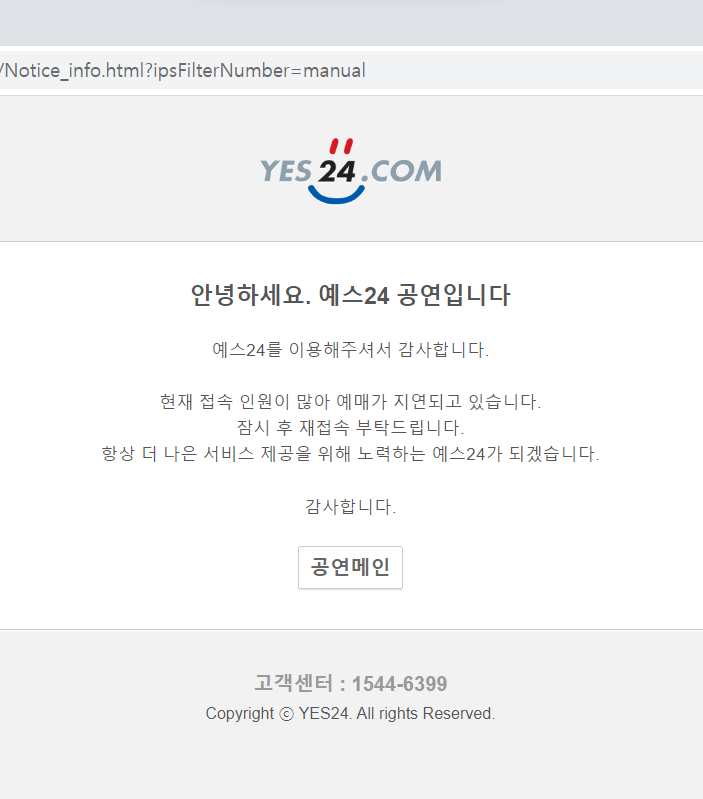 /Notice_info.html?ipsFilterNumber=manual
YES24.COM
안녕하세요. 예스24 공연입니다
예스24를 이용해주셔서 감사합니다.
현재 접속 인원이 많아 예매가 지연되고 있습니다.
잠시 후 재접속 부탁드립니다.
항상 더 나은 서비스 제공을 위해 노력하는 예스24가 되겠습니다.
감사합니다.
공연메인
고객센터 : 1544-6399
Copyright ⓒ YES24. All rights Reserved.